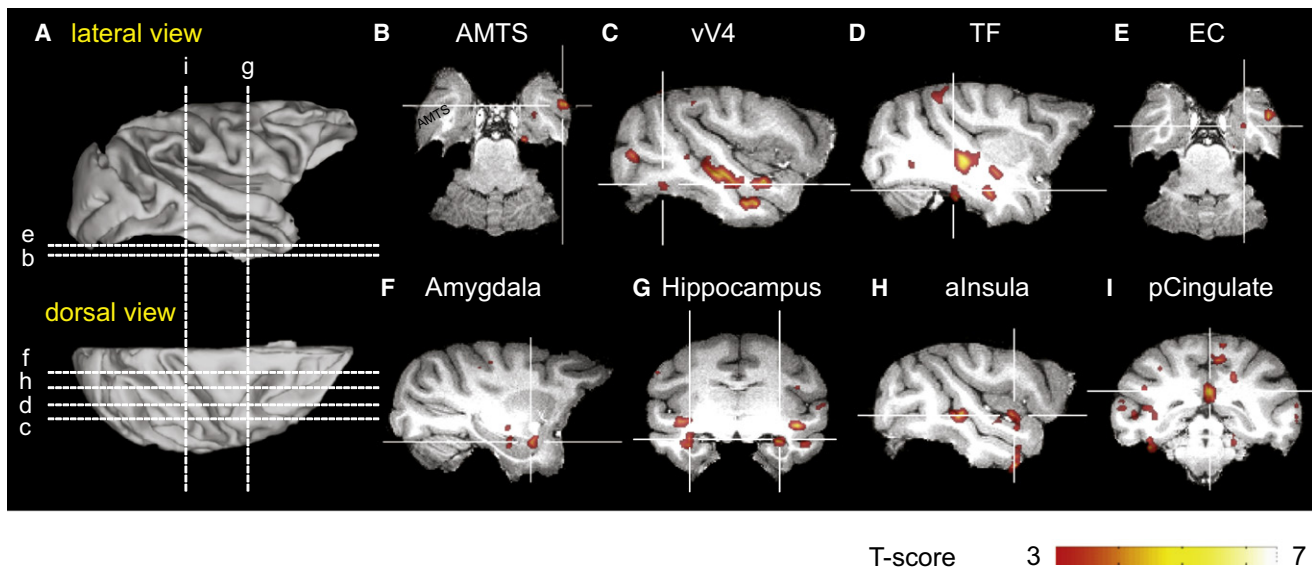 A lateral view
i g
e
b
dorsal view
f
h
d
c
B AMTS
AMTS
C vV4
D TF
E EC
F Amygdala
G Hippocampus
H aInsula
I pCingulate
T-score 3 7